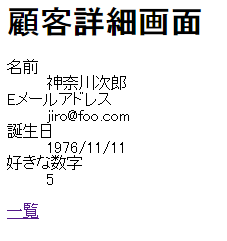 顧客詳細画面
名前
神奈川次郎
Eメールアドレス
jiro@foo.com
誕生日
1976/11/11
好きな数字
5
一覧